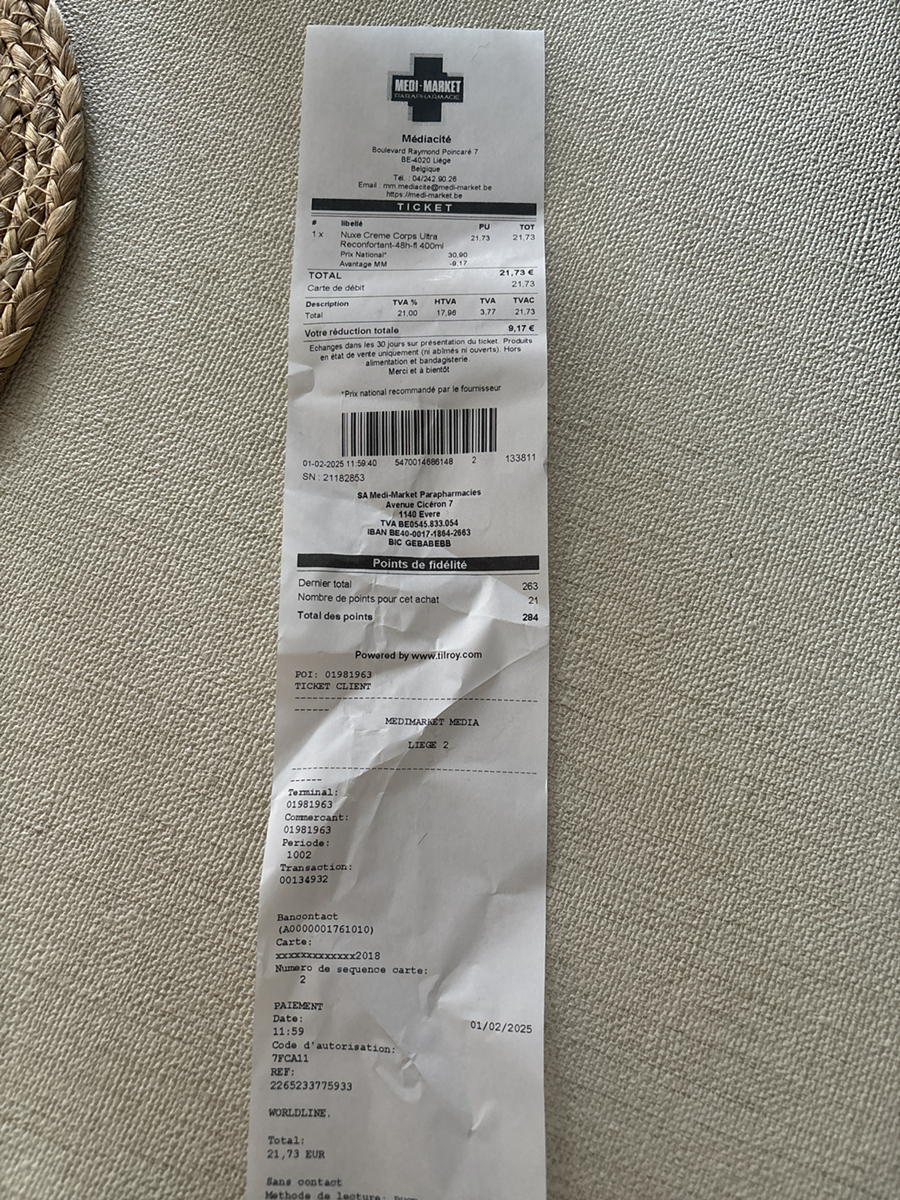 MEDI-MARKET
PARAPHARMACIE
Médiacité
Boulevard Raymond Poincaré 7
BE-4020 Liège
Belgique
Tél. : 04/242.90.26
Email : mm.mediacite@medi-market.be
https://medi-market.be
TICKET
# libellé PU TOT
1 x Nuxe Creme Corps Ultra 21,73 21,73
Reconfortant-48h-fl 400ml
Prix National* 30,90
Avantage MM -9,17
TOTAL 21,73 €
Carte de débit 21,73
Description TVA % HTVA TVA TVAC
Total 21,00 17,96 3,77 21,73
Votre réduction totale 9,17 €
Echanges dans les 30 jours sur présentation du ticket. Produits
en état de vente uniquement (ni abîmés ni ouverts). Hors
alimentation et bandagisterie.
Merci et à bientôt
*Prix national recommandé par le fournisseur
01-02-2025 11:59:40 5470014686148 2 133811
SN : 21182853
SA Medi-Market Parapharmacies
Avenue Cicéron 7
1140 Evere
TVA BE0545.833.054
IBAN BE40-0017-1864-2663
BIC GEBABEBB
Points de fidélité
Dernier total 263
Nombre de points pour cet achat 21
Total des points 284
Powered by www.tilroy.com
POI: 01981963
TICKET CLIENT
MEDIMARKET MEDIA
LIEGE 2
Terminal:
01981963
Commercant:
01981963
Periode:
1002
Transaction:
00134932
Bancontact
(A0000001761010)
Carte:
xxxxxxxxxxxxx2018
Numero de sequence carte:
2
PAIEMENT
Date: 01/02/2025
11:59
Code d'autorisation:
7FCA11
REF:
2265233775933
WORLDLINE.
Total:
21,73 EUR
Sans contact
Methode de lecture: